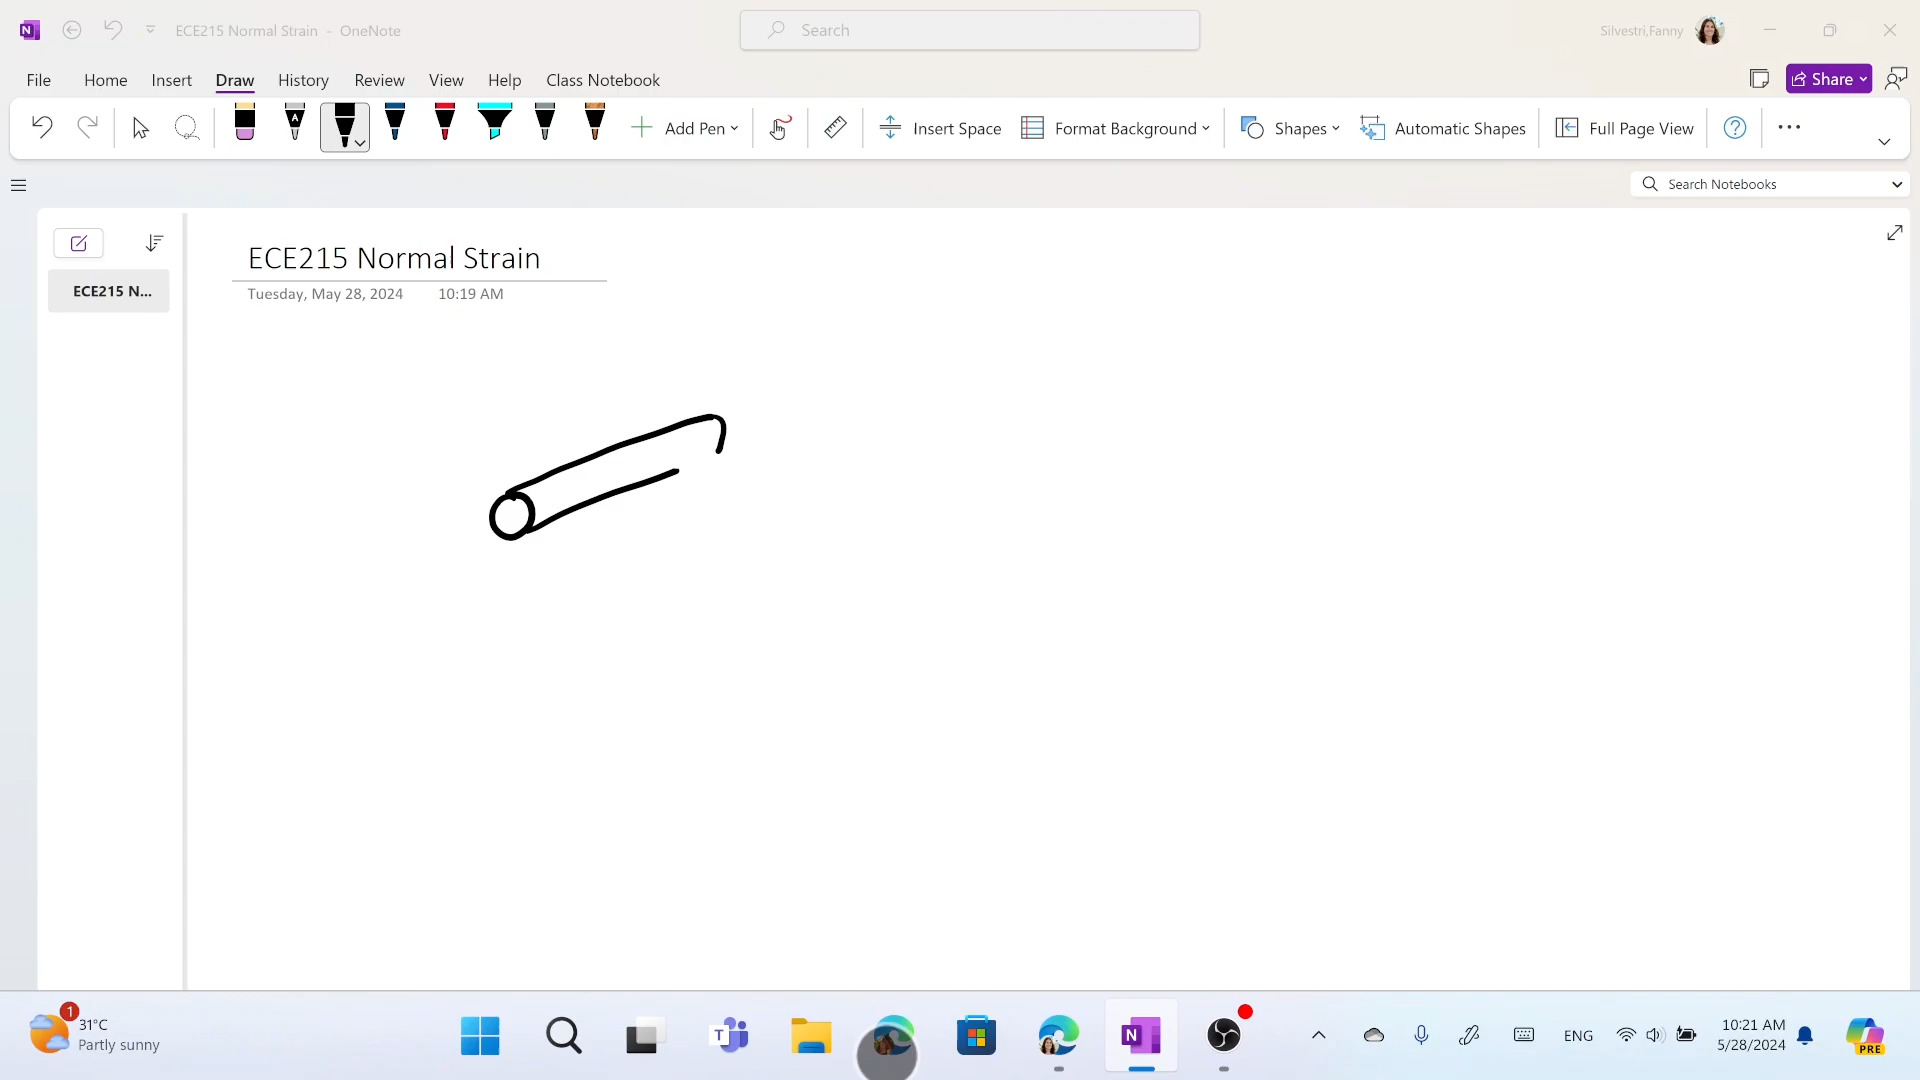 ECE215 Normal Strain - OneNote
Search
Silvestri,Fanny
File Home Insert Draw History Review View Help Class Notebook
Share
Add Pen
Insert Space
Format Background
Shapes
Automatic Shapes
Full Page View
Search Notebooks
ECE215 Normal Strain
ECE215 N...
Tuesday, May 28, 2024 10:19 AM
1
31°C
Partly sunny
ENG
10:21 AM
5/28/2024
PRE